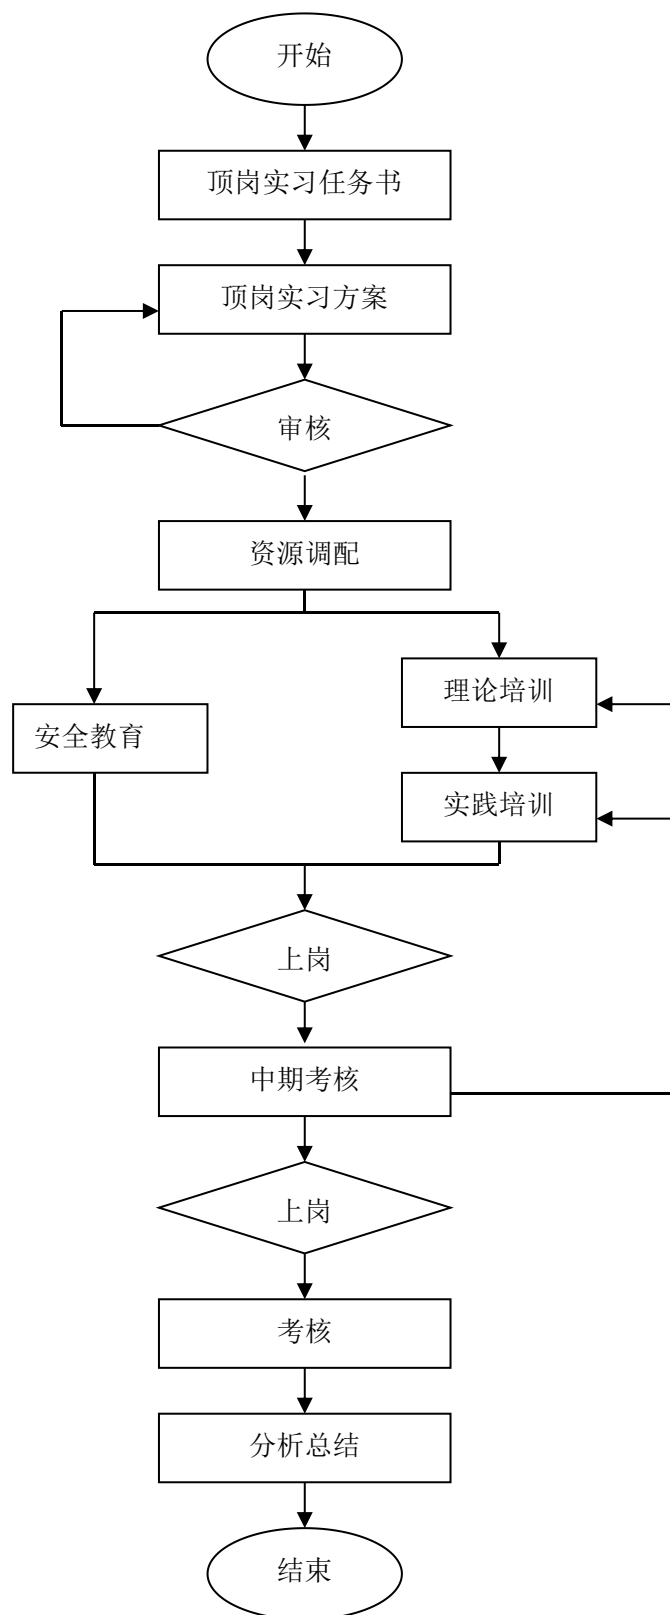 开始
顶岗实习任务书
顶岗实习方案
审核
资源调配
理论培训
安全教育
实践培训
上岗
中期考核
上岗
考核
分析总结
结束